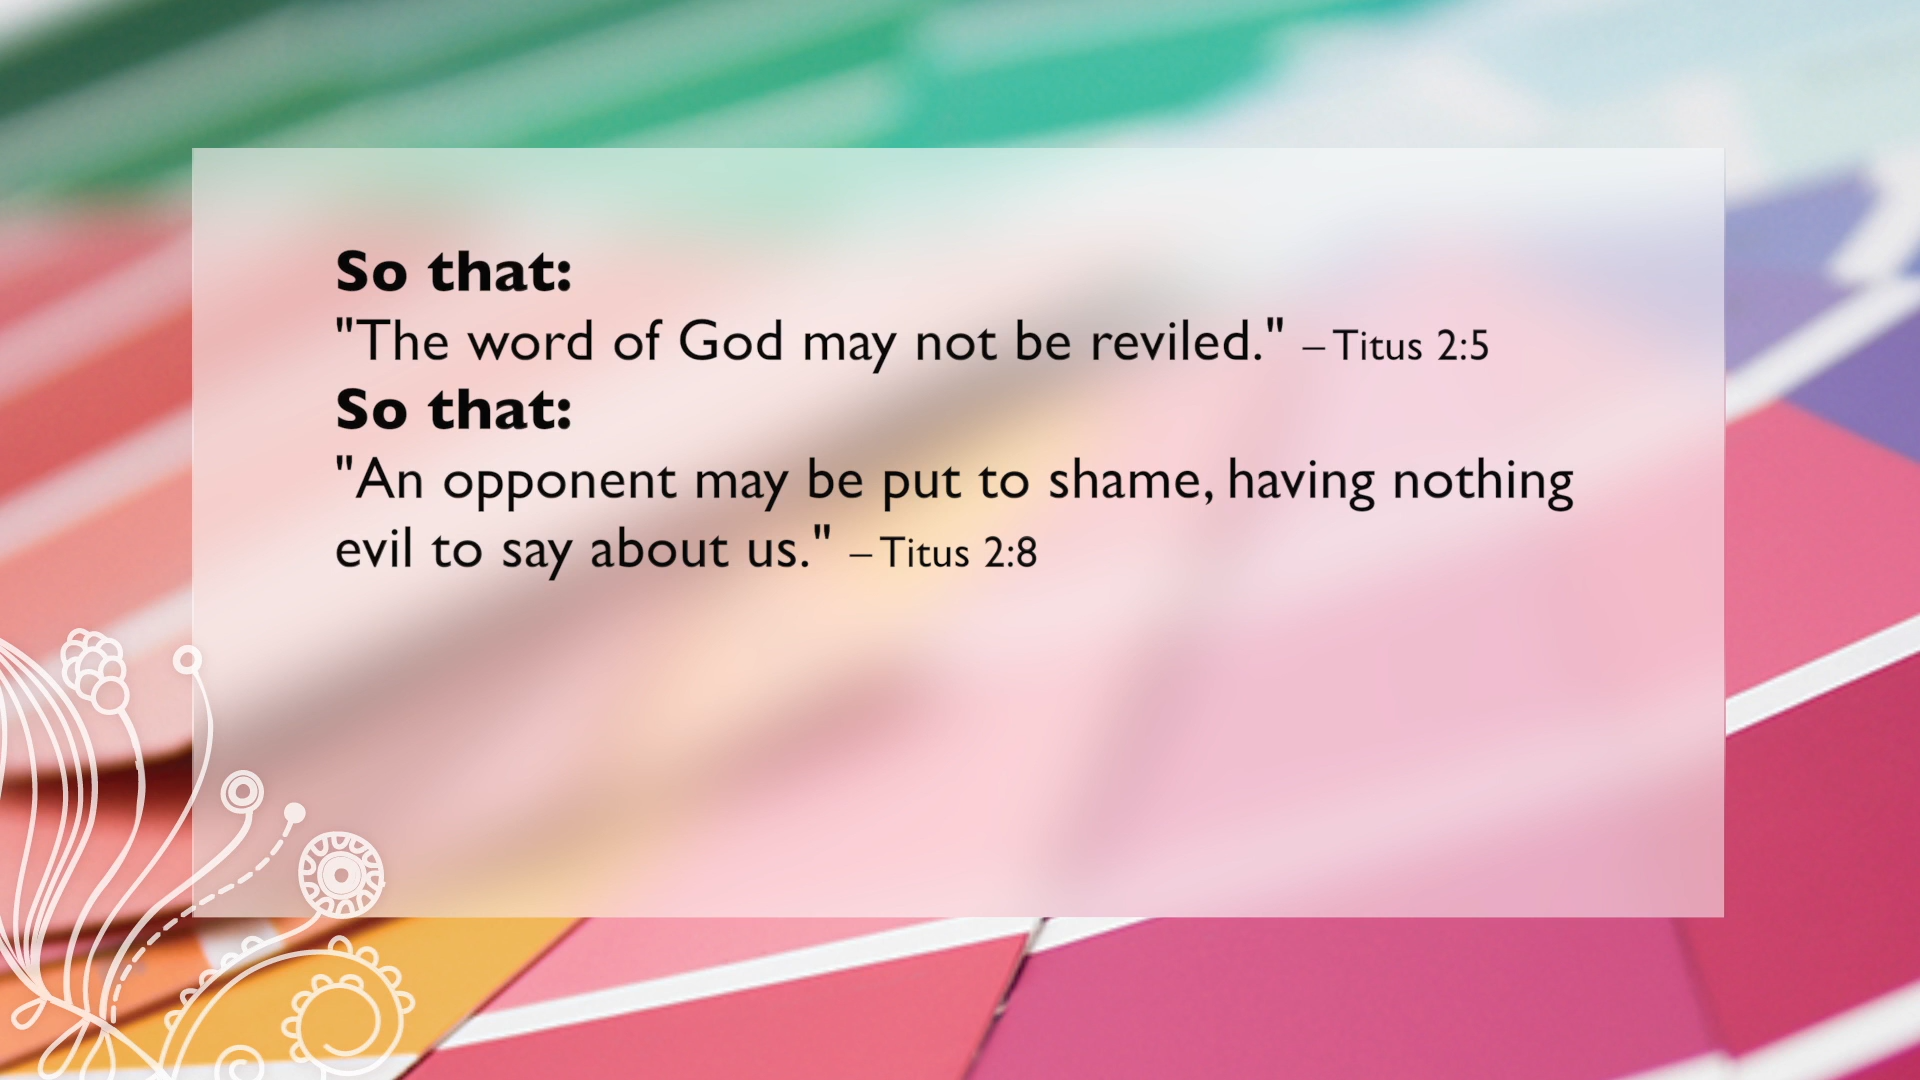 So that:
"The word of God may not be reviled." – Titus 2:5
So that:
"An opponent may be put to shame, having nothing
evil to say about us." – Titus 2:8